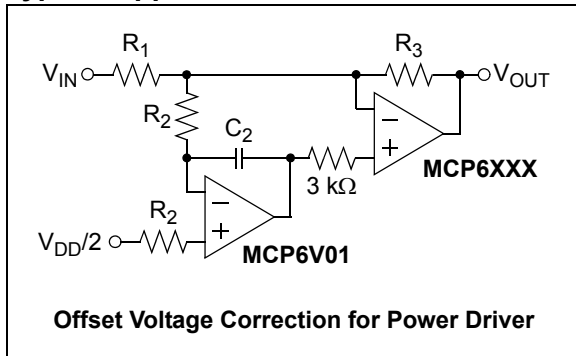 R1
R3
VIN
VOUT
R2
C2
3 kΩ
MCP6XXX
R2
VDD/2
MCP6V01
Offset Voltage Correction for Power Driver